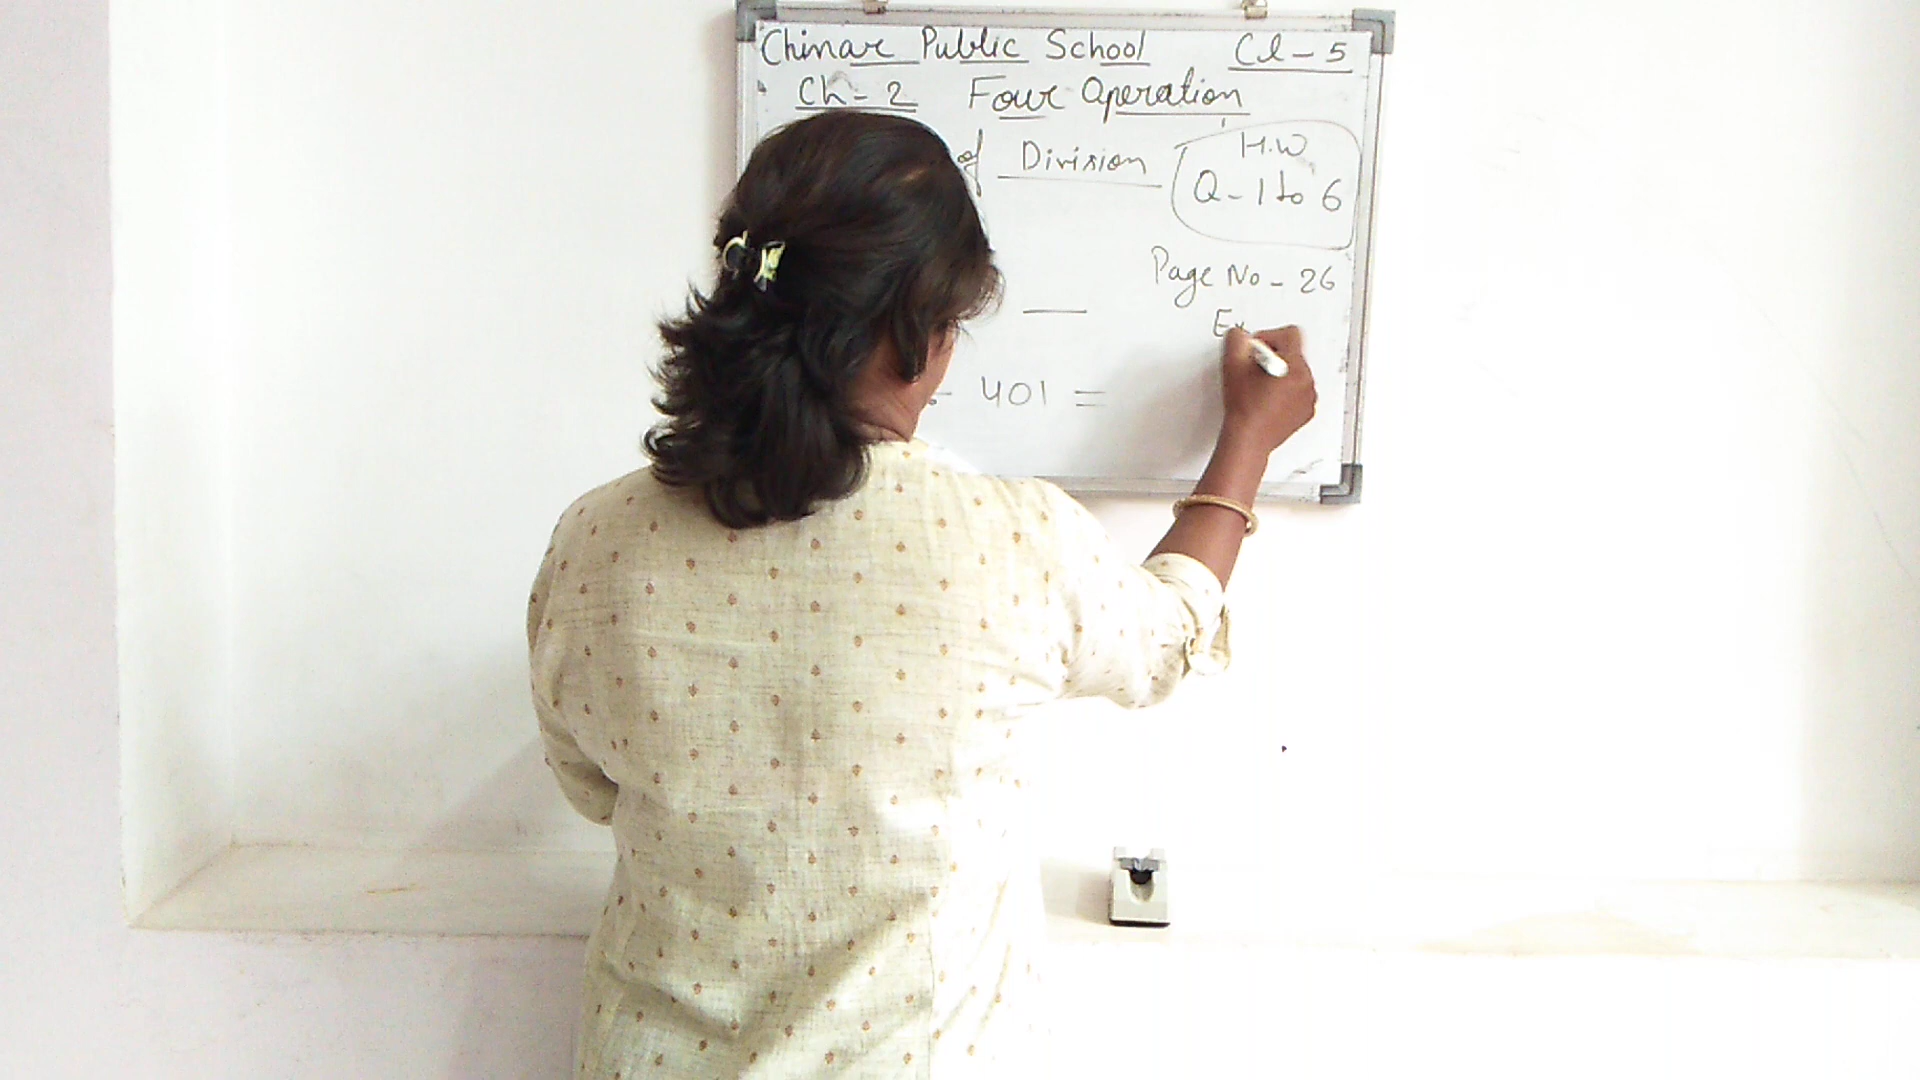 Chinar Public School Cl - 5
Ch - 2 Four Operation
of Division
H.W
Q - 1 to 6
Page No - 26
Ex
401 =